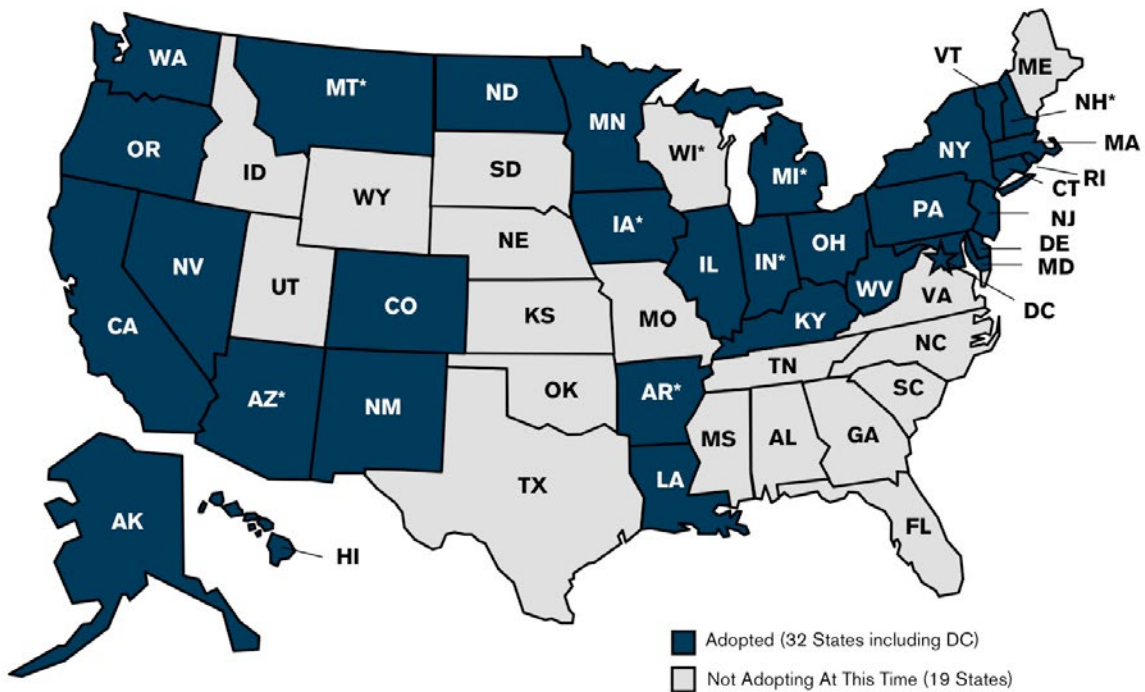 WA
MT*
ND
MN
VT
ME
NH*
MA
RI
CT
NJ
DE
MD
DC
OR
ID
WY
SD
WI*
MI*
NY
PA
NV
UT
CO
NE
IA*
IL
IN*
OH
WV
VA
CA
KS
MO
KY
NC
TN
SC
AZ*
NM
OK
AR*
MS
AL
GA
TX
LA
FL
AK
HI
Adopted (32 States including DC)
Not Adopting At This Time (19 States)